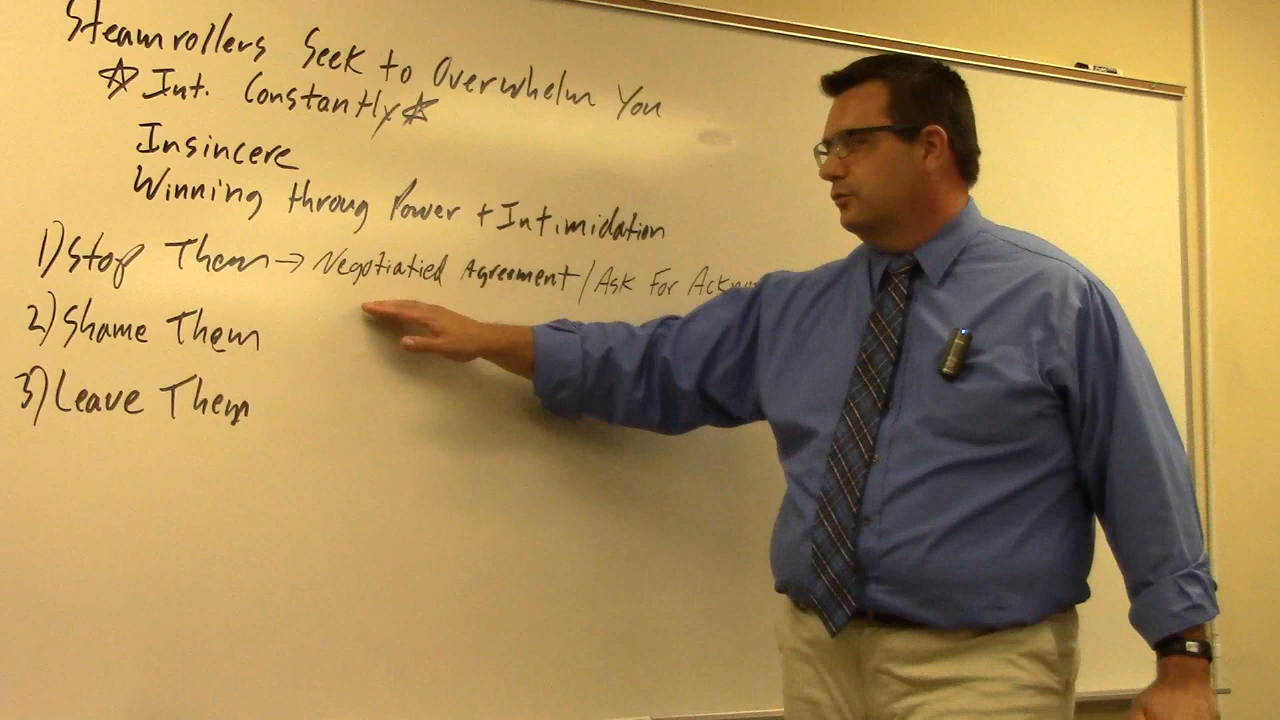 Steamrollers Seek to Overwhelm You
☆ Int. Constantly ☆
Insincere
Winning throug Power + Intimidation
1) Stop Them → Negotiatied Agreement / Ask For
2) Shame Them
3) Leave Them